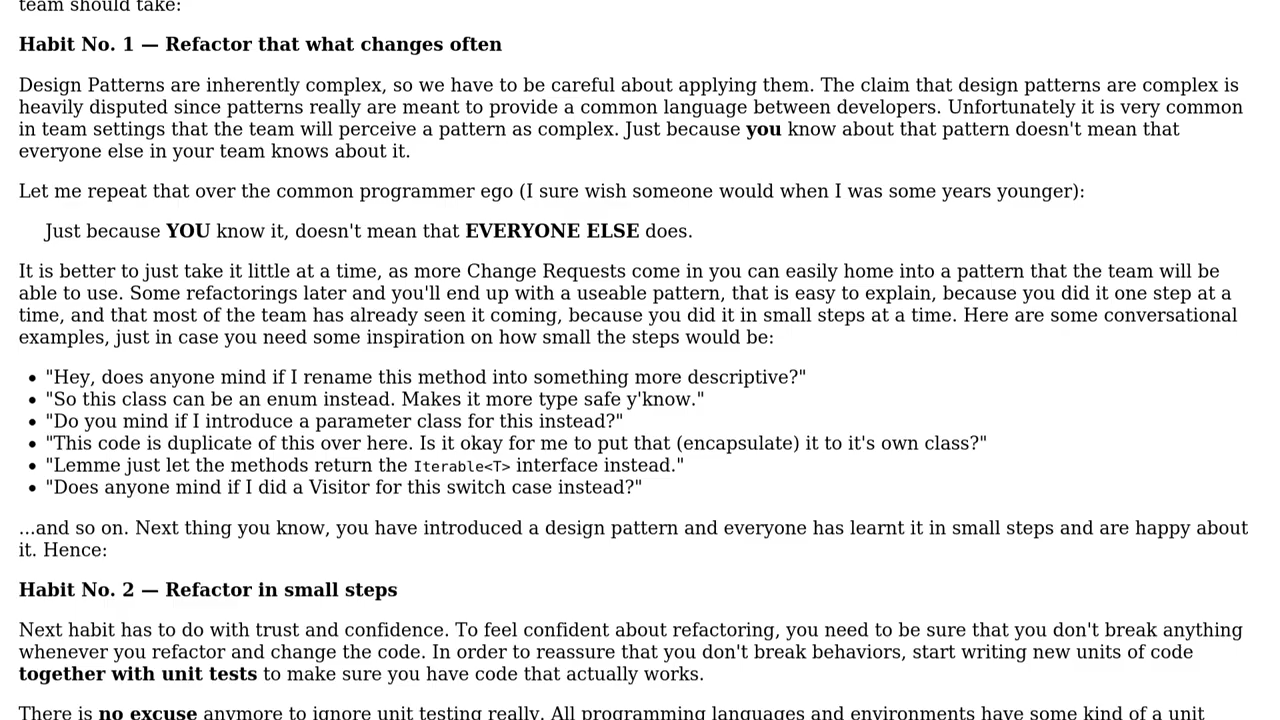 team should take:
Habit No. 1 — Refactor that what changes often
Design Patterns are inherently complex, so we have to be careful about applying them. The claim that design patterns are complex is
heavily disputed since patterns really are meant to provide a common language between developers. Unfortunately it is very common
in team settings that the team will perceive a pattern as complex. Just because you know about that pattern doesn't mean that
everyone else in your team knows about it.
Let me repeat that over the common programmer ego (I sure wish someone would when I was some years younger):
Just because YOU know it, doesn't mean that EVERYONE ELSE does.
It is better to just take it little at a time, as more Change Requests come in you can easily home into a pattern that the team will be
able to use. Some refactorings later and you'll end up with a useable pattern, that is easy to explain, because you did it one step at a
time, and that most of the team has already seen it coming, because you did it in small steps at a time. Here are some conversational
examples, just in case you need some inspiration on how small the steps would be:
• "Hey, does anyone mind if I rename this method into something more descriptive?"
• "So this class can be an enum instead. Makes it more type safe y'know."
• "Do you mind if I introduce a parameter class for this instead?"
• "This code is duplicate of this over here. Is it okay for me to put that (encapsulate) it to it's own class?"
• "Lemme just let the methods return the Iterable<T> interface instead."
• "Does anyone mind if I did a Visitor for this switch case instead?"
...and so on. Next thing you know, you have introduced a design pattern and everyone has learnt it in small steps and are happy about
it. Hence:
Habit No. 2 — Refactor in small steps
Next habit has to do with trust and confidence. To feel confident about refactoring, you need to be sure that you don't break anything
whenever you refactor and change the code. In order to reassure that you don't break behaviors, start writing new units of code
together with unit tests to make sure you have code that actually works.
There is no excuse anymore to ignore unit testing really. All programming languages and environments have some kind of a unit